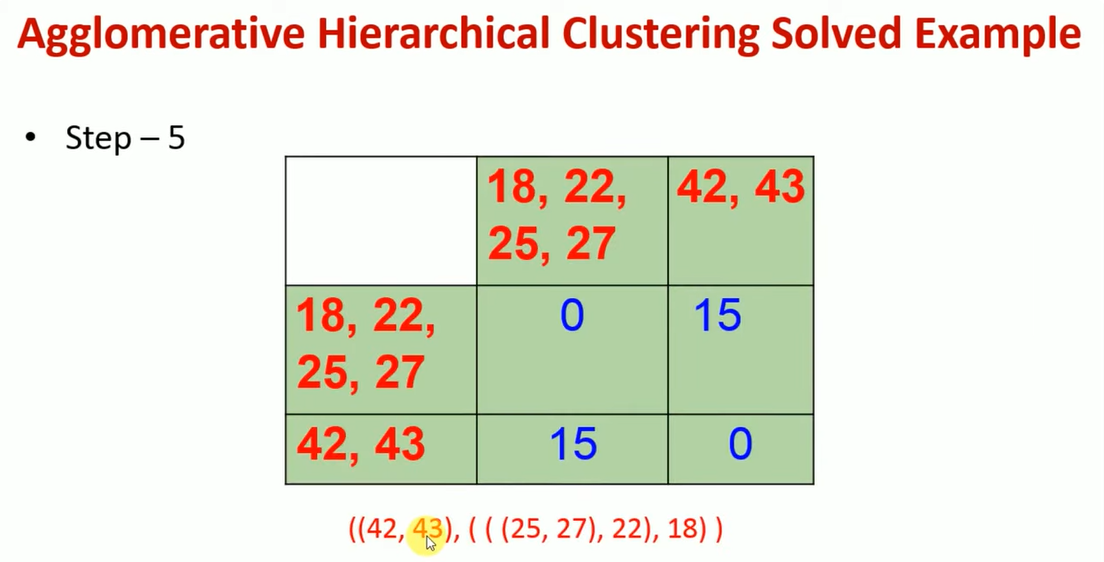 Agglomerative Hierarchical Clustering Solved Example
• Step – 5
18, 22, 42, 43
25, 27
18, 22, 0 15
25, 27
42, 43 15 0
((42, 43), ( ( (25, 27), 22), 18) )